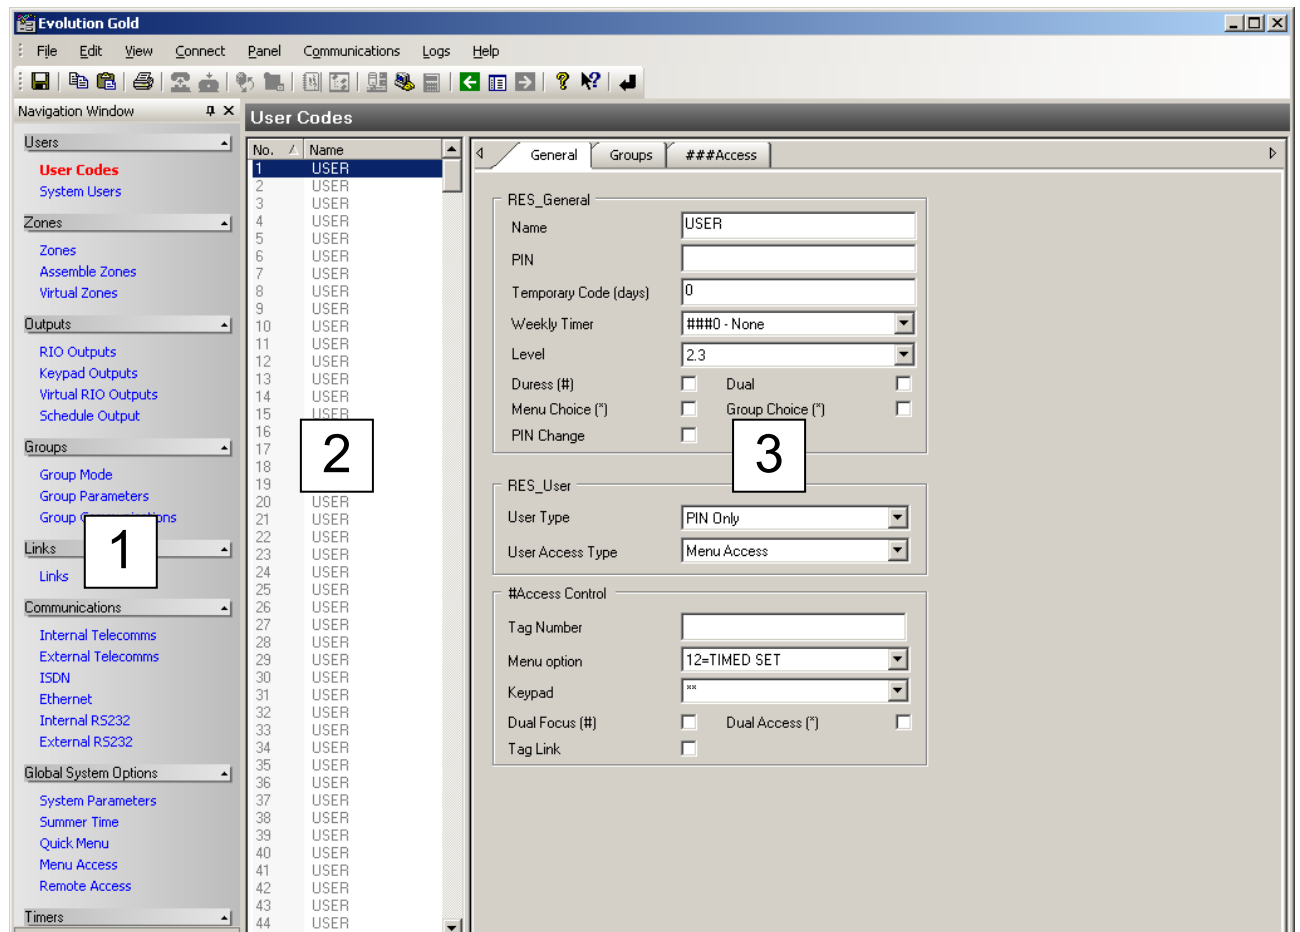 Evolution Gold
File Edit View Connect Panel Communications Logs Help
Navigation Window
User Codes
Users
User Codes
System Users
Zones
Zones
Assemble Zones
Virtual Zones
Outputs
RIO Outputs
Keypad Outputs
Virtual RIO Outputs
Schedule Output
Groups
Group Mode
Group Parameters
Group
Links
Links
1
Communications
Internal Telecomms
External Telecomms
ISDN
Ethernet
Internal RS232
External RS232
Global System Options
System Parameters
Summer Time
Quick Menu
Menu Access
Remote Access
Timers
No. Name
1 USER
2 USER
3 USER
4 USER
5 USER
6 USER
7 USER
8 USER
9 USER
10 USER
11 USER
12 USER
13 USER
14 USER
15 USER
16
17
18
19
2
20 USER
21 USER
22 USER
23 USER
24 USER
25 USER
26 USER
27 USER
28 USER
29 USER
30 USER
31 USER
32 USER
33 USER
34 USER
35 USER
36 USER
37 USER
38 USER
39 USER
40 USER
41 USER
42 USER
43 USER
44 USER
General Groups ###Access
RES_General
Name USER
PIN
Temporary Code (days) 0
Weekly Timer ###0 - None
Level 2.3
Duress (#) Dual
Menu Choice (*) Group Choice (*)
PIN Change
3
RES_User
User Type PIN Only
User Access Type Menu Access
#Access Control
Tag Number
Menu option 12=TIMED SET
Keypad **
Dual Focus (#) Dual Access (*)
Tag Link